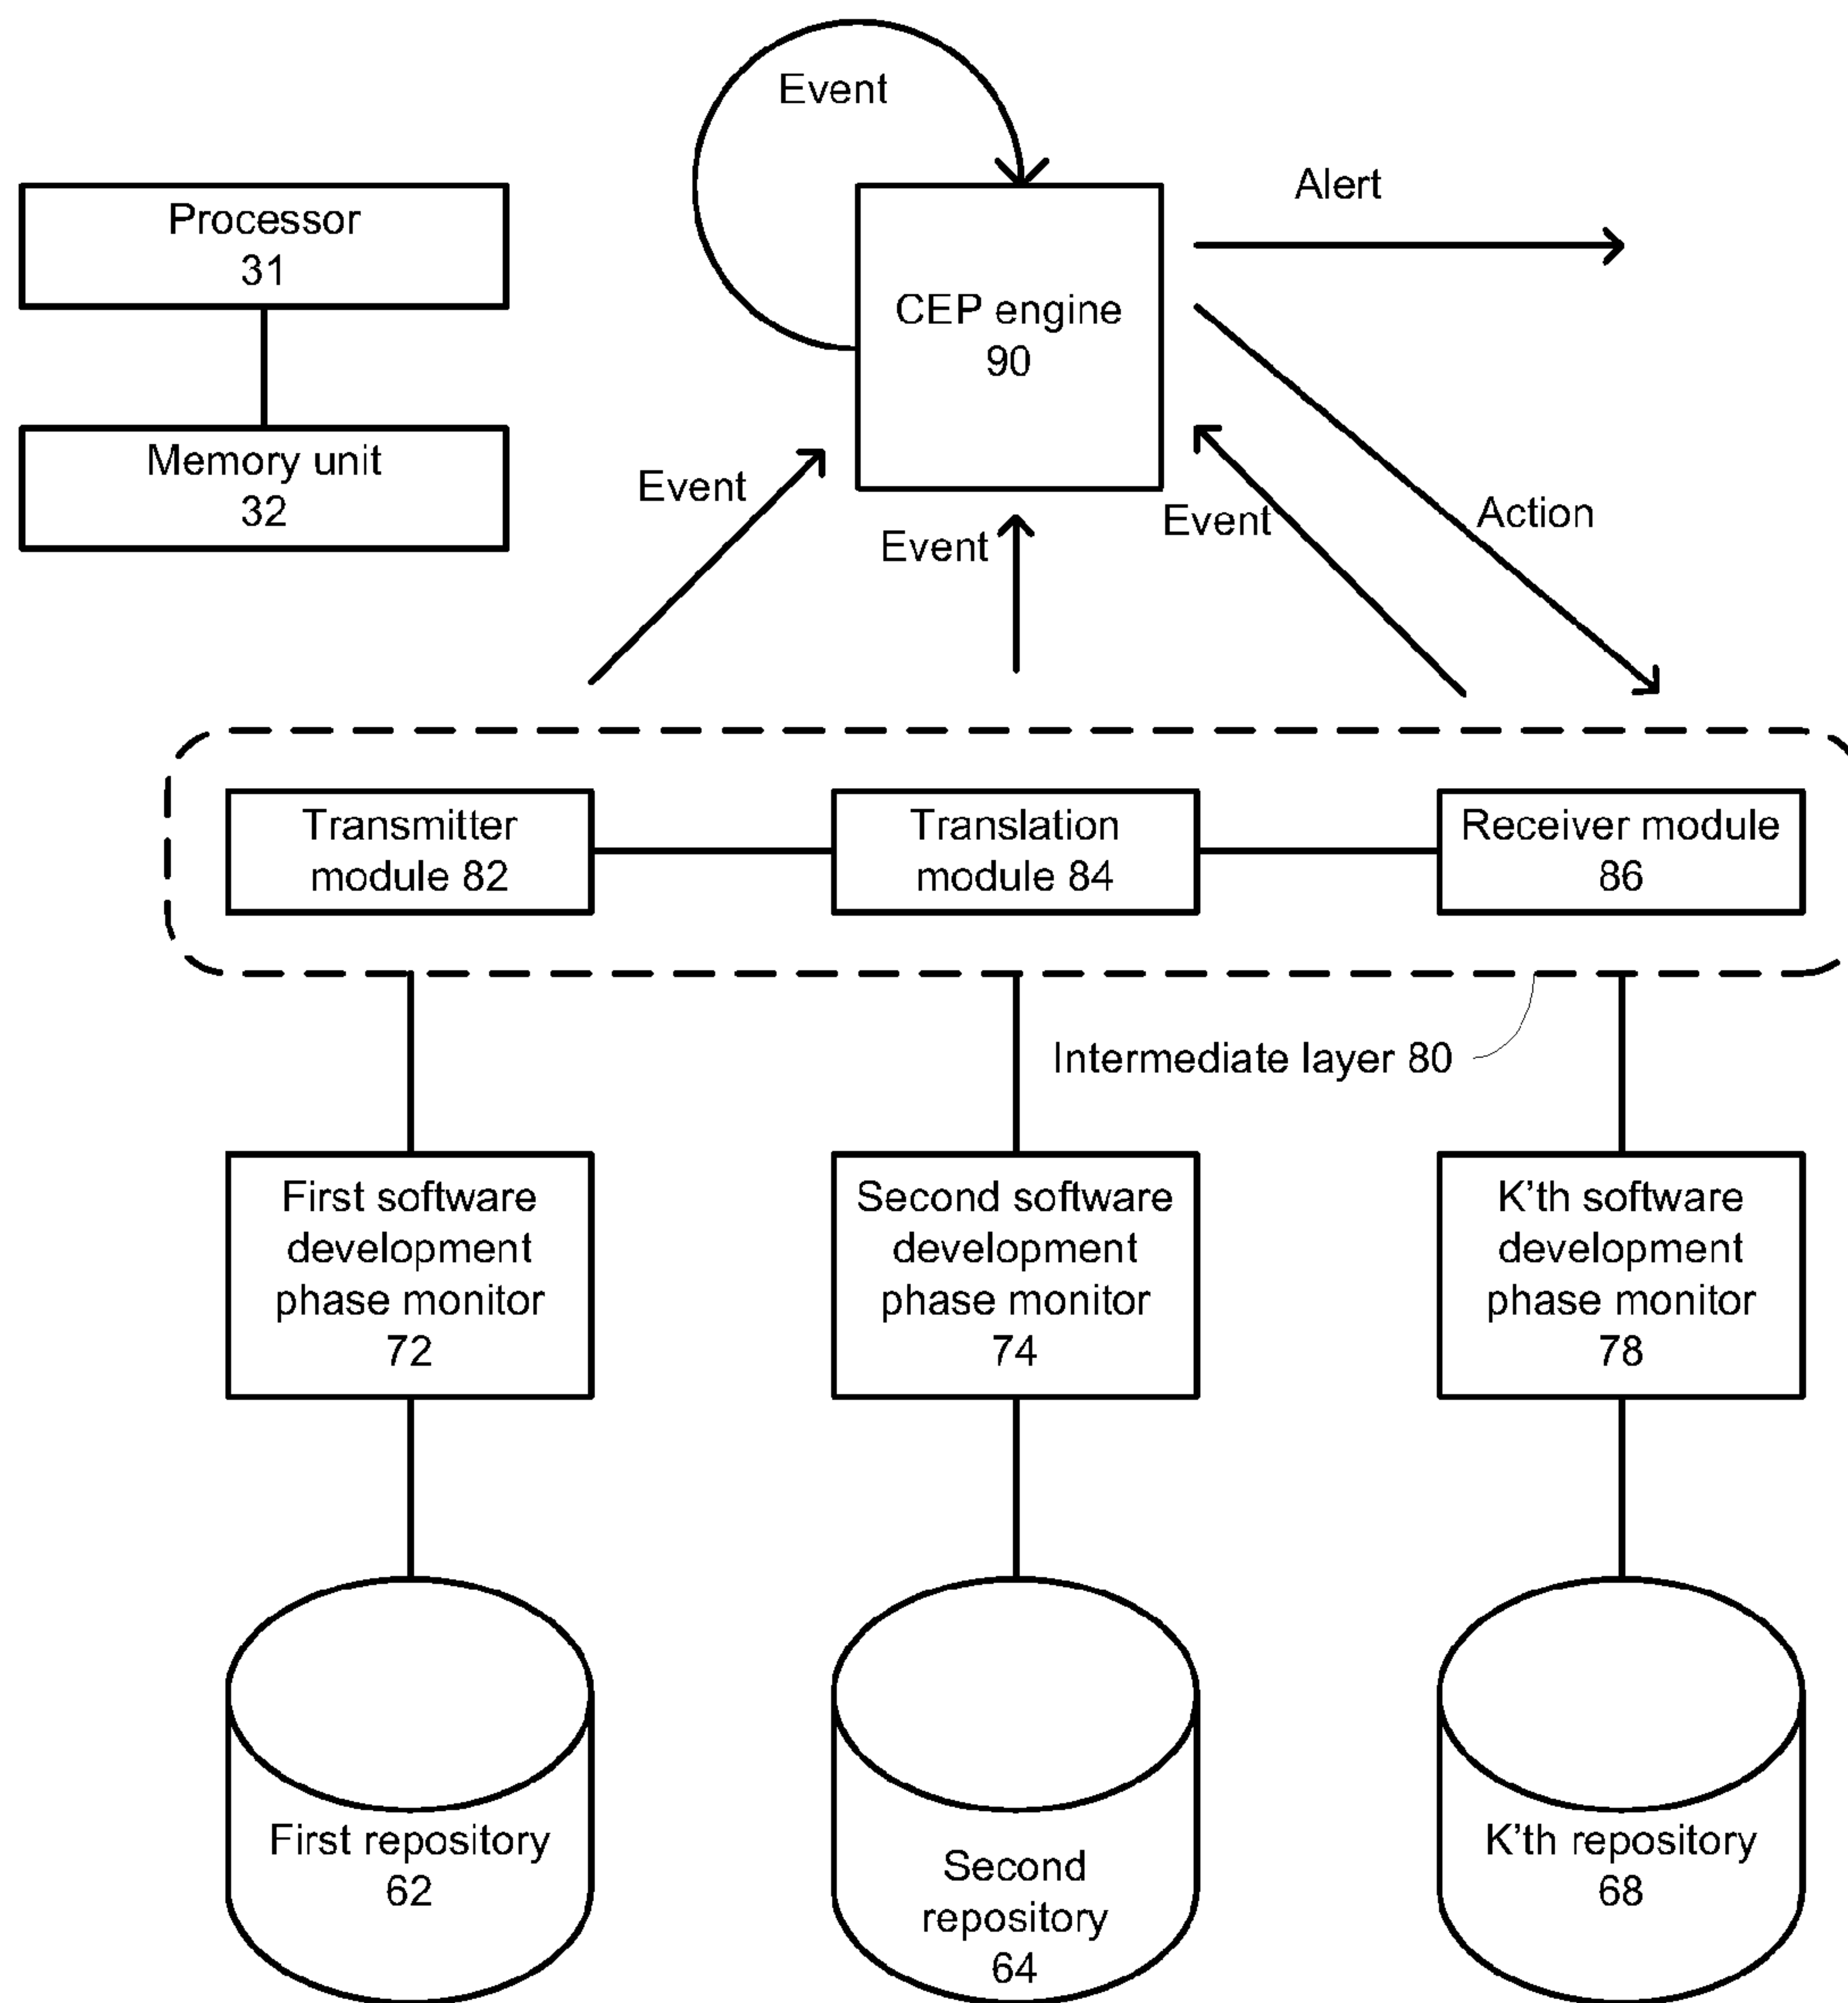 Event
Processor
31
Alert
CEP engine
90
Memory unit
32
Event
Event
Event
Action
Transmitter
module 82
Translation
module 84
Receiver module
86
Intermediate layer 80
First software
development
phase monitor
72
Second software
development
phase monitor
74
K'th software
development
phase monitor
78
First repository
62
Second
repository
64
K'th repository
68